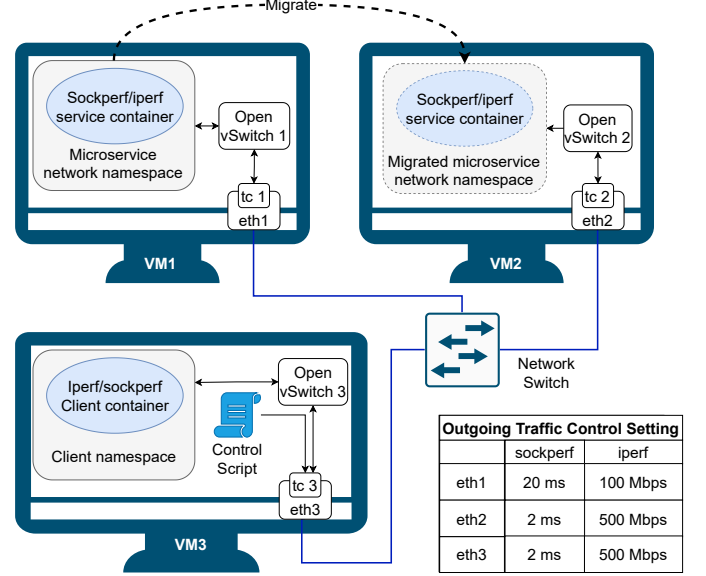 Migrate
Sockperf/iperf
service container
Microservice
network namespace
Open
vSwitch 1
tc 1
eth1
VM1
Sockperf/iperf
service container
Migrated microservice
network namespace
Open
vSwitch 2
tc 2
eth2
VM2
Network
Switch
Iperf/sockperf
Client container
Client namespace
Open
vSwitch 3
Control
Script
tc 3
eth3
VM3
Outgoing Traffic Control Setting
sockperf iperf
eth1 20 ms 100 Mbps
eth2 2 ms 500 Mbps
eth3 2 ms 500 Mbps